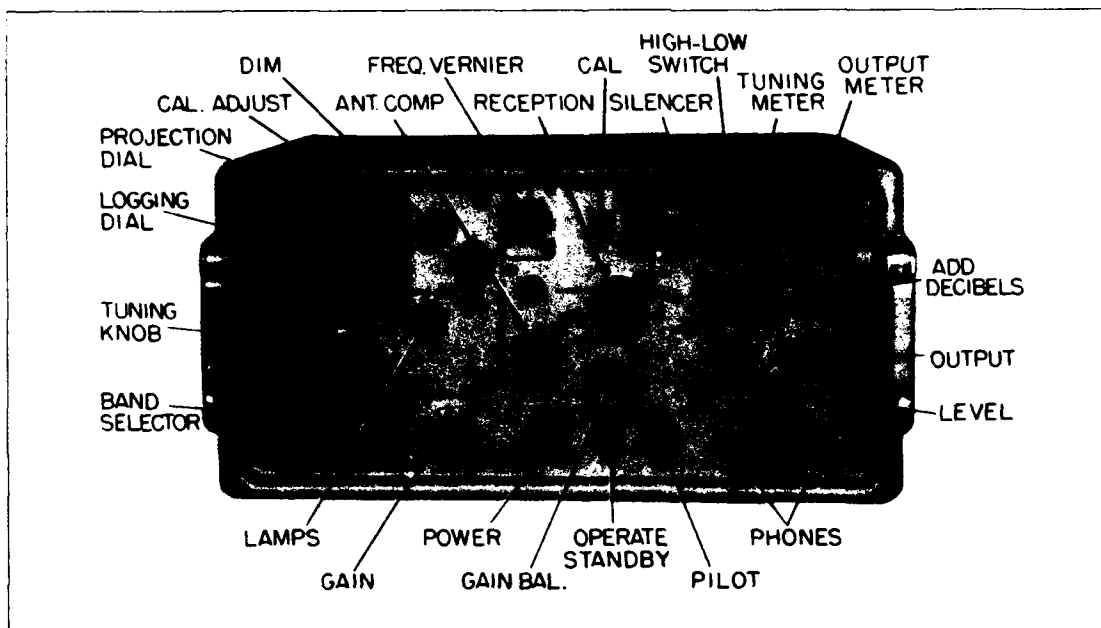 HIGH-LOW
SWITCH
DIM
FREQ. VERNIER
CAL
TUNING
METER
OUTPUT
METER
CAL. ADJUST
ANT. COMP
RECEPTION
SILENCER
PROJECTION
DIAL
LOGGING
DIAL
ADD
DECIBELS
TUNING
KNOB
OUTPUT
BAND
SELECTOR
LEVEL
LAMPS
POWER
OPERATE
STANDBY
PHONES
GAIN
GAIN BAL.
PILOT